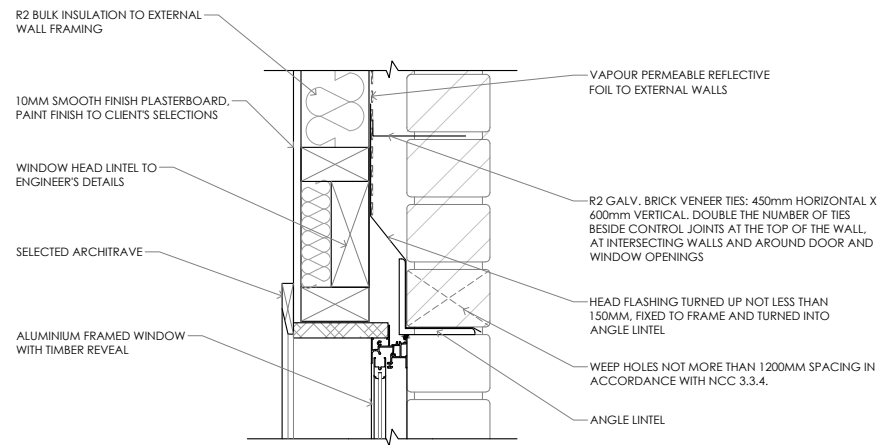 R2 BULK INSULATION TO EXTERNAL
WALL FRAMING
10MM SMOOTH FINISH PLASTERBOARD,
PAINT FINISH TO CLIENT'S SELECTIONS
WINDOW HEAD LINTEL TO
ENGINEER'S DETAILS
SELECTED ARCHITRAVE
ALUMINIUM FRAMED WINDOW
WITH TIMBER REVEAL
VAPOUR PERMEABLE REFLECTIVE
FOIL TO EXTERNAL WALLS
R2 GALV. BRICK VENEER TIES: 450mm HORIZONTAL X
600mm VERTICAL. DOUBLE THE NUMBER OF TIES
BESIDE CONTROL JOINTS AT THE TOP OF THE WALL,
AT INTERSECTING WALLS AND AROUND DOOR AND
WINDOW OPENINGS
HEAD FLASHING TURNED UP NOT LESS THAN
150MM, FIXED TO FRAME AND TURNED INTO
ANGLE LINTEL
WEEP HOLES NOT MORE THAN 1200MM SPACING IN
ACCORDANCE WITH NCC 3.3.4.
ANGLE LINTEL